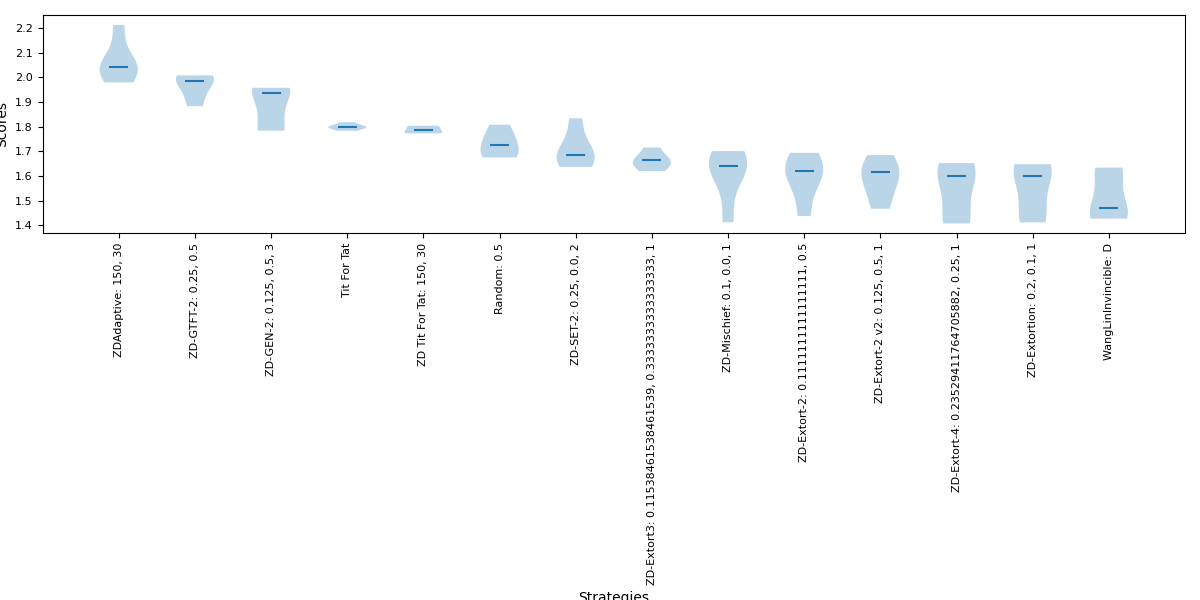 Scores
2.2
2.1
2.0
1.9
1.8
1.7
1.6
1.5
1.4
ZDAdaptive: 150, 30
ZD-GTFT-2: 0.25, 0.5
ZD-GEN-2: 0.125, 0.5, 3
Tit For Tat
ZD Tit For Tat: 150, 30
Random: 0.5
ZD-SET-2: 0.25, 0.0, 2
ZD-Extort3: 0.11538461538461539, 0.3333333333333333, 1
ZD-Mischief: 0.1, 0.0, 1
ZD-Extort-2: 0.1111111111111111, 0.5
ZD-Extort-2 v2: 0.125, 0.5, 1
ZD-Extort-4: 0.23529411764705882, 0.25, 1
ZD-Extortion: 0.2, 0.1, 1
WangLinInvincible: D
Strategies